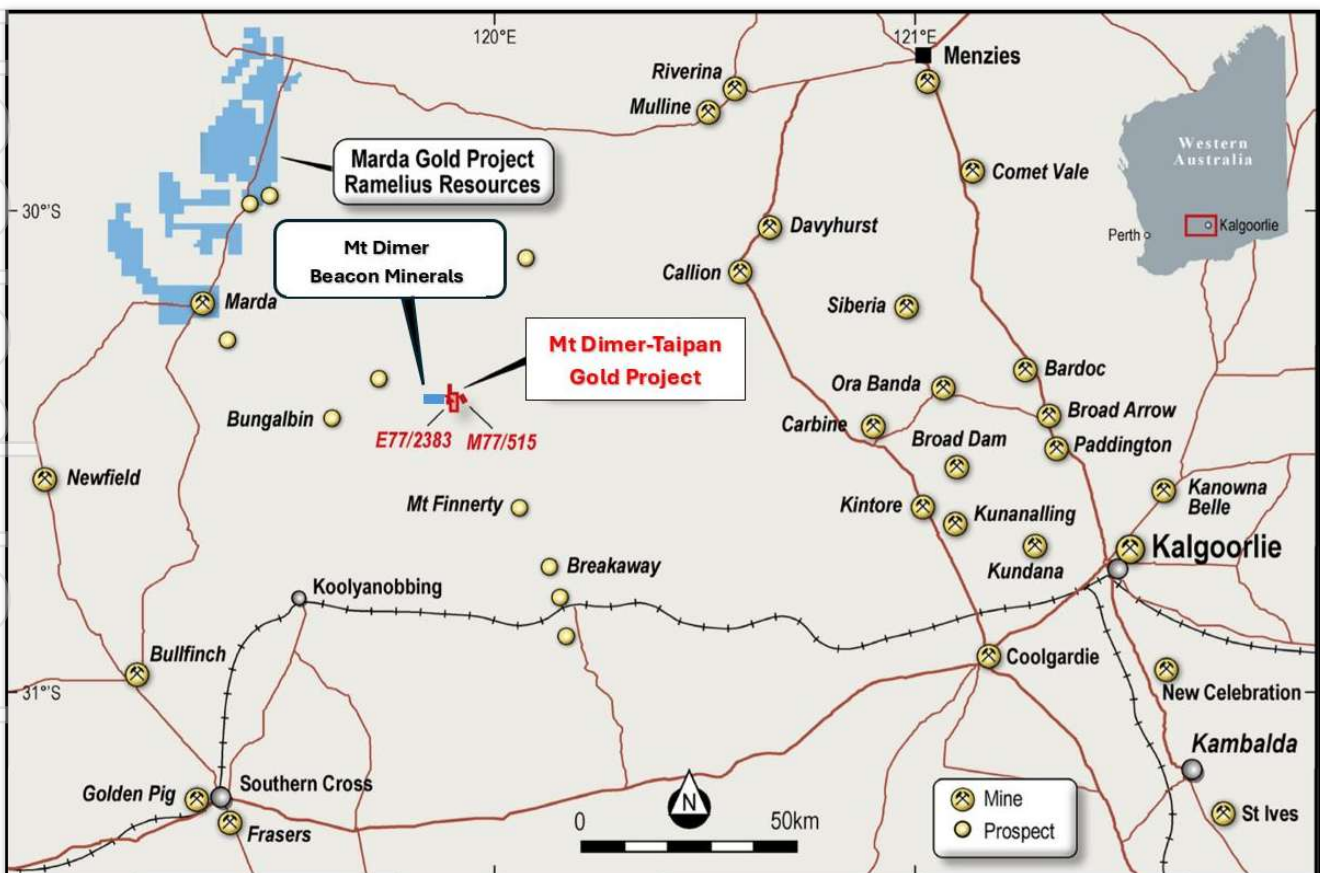 120°E
121°E
Menzies
Riverina
Mulline
Western
Australia
Marda Gold Project
Ramelius Resources
Comet Vale
30°S
Perth
Kalgoorlie
Davyhurst
Mt Dimer
Beacon Minerals
Callion
Marda
Siberia
Mt Dimer-Taipan
Gold Project
Bardoc
Ora Banda
Bungalbin
E77/2383
M77/515
Carbine
Broad Arrow
Broad Dam
Paddington
Newfield
Mt Finnerty
Kintore
Kunanalling
Kanowna
Belle
Kalgoorlie
Breakaway
Kundana
Koolyanobbing
Bullfinch
Coolgardie
31°S
New Celebration
Kambalda
Golden Pig
Southern Cross
Frasers
N
0
50km
Mine
Prospect
St Ives